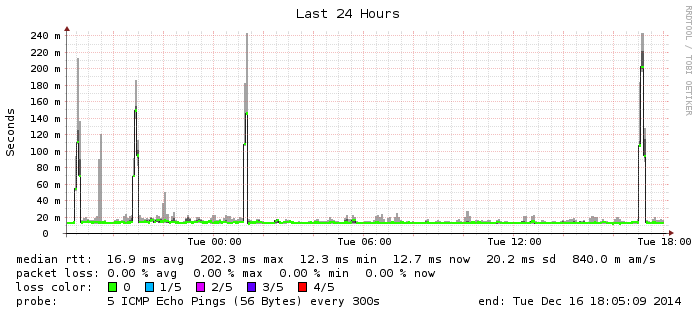 Last 24 Hours
RRDTOOL / TOBI OETIKER
Seconds
240 m
220 m
200 m
180 m
160 m
140 m
120 m
100 m
80 m
60 m
40 m
20 m
0
Tue 00:00 Tue 06:00 Tue 12:00 Tue 18:00
median rtt: 16.9 ms avg 202.3 ms max 12.3 ms min 12.7 ms now 20.2 ms sd 840.0 m am/s
packet loss: 0.00 % avg 0.00 % max 0.00 % min 0.00 % now
loss color: 0 1/5 2/5 3/5 4/5
probe: 5 ICMP Echo Pings (56 Bytes) every 300s end: Tue Dec 16 18:05:09 2014